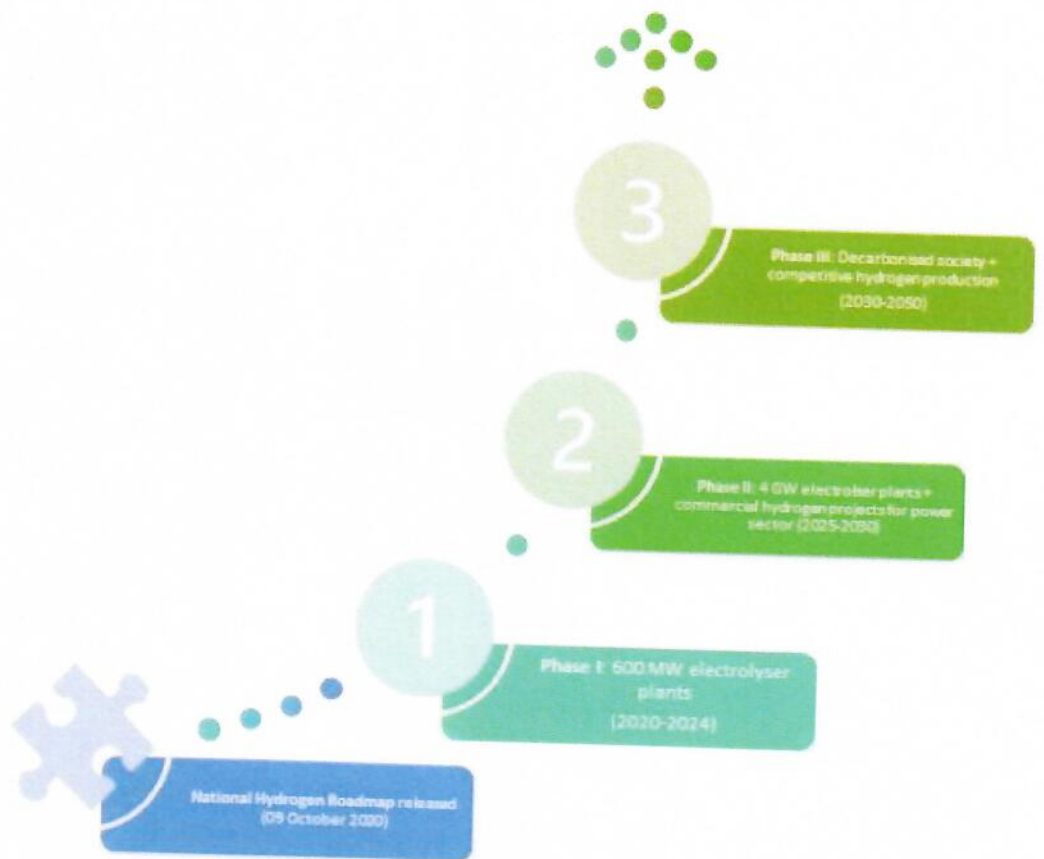 3
Phase III: Decarbonised society +
competitive hydrogen production
(2030-2050)
2
Phase II: 4 GW plants +
commercial hydrogen projects for power
sector (2025-2030)
1
Phase I: 600 MW electrolyser
plants
(2020-2024)
National Hydrogen Roadmap released
(09 October 2020)